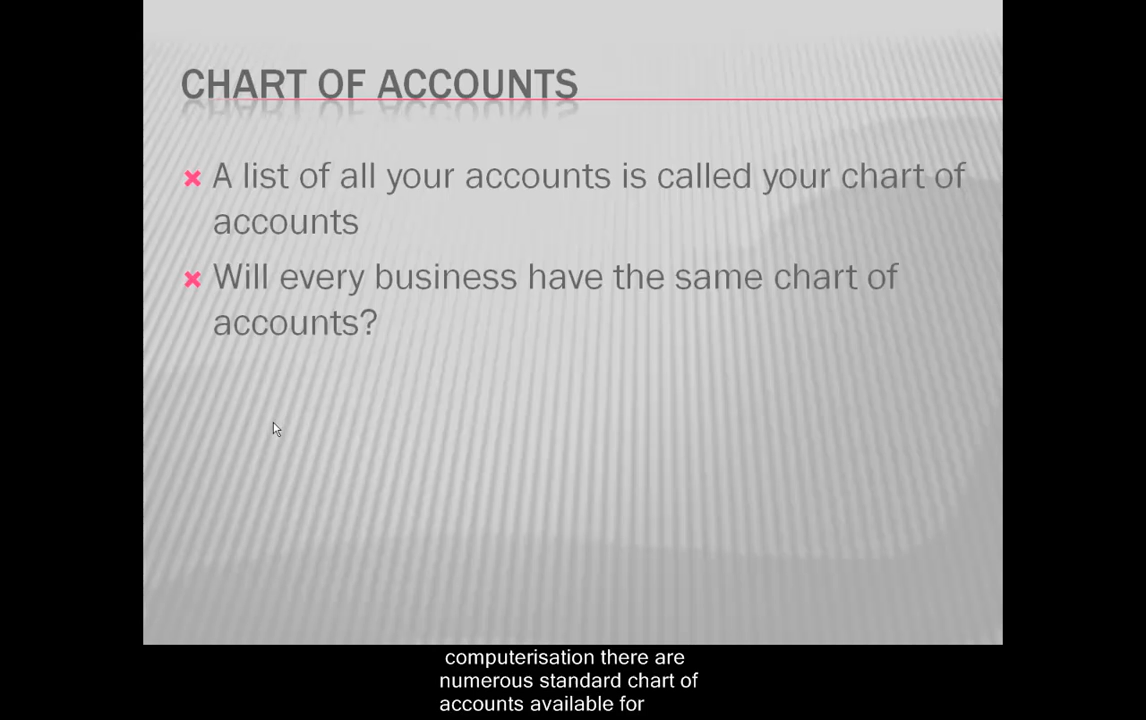 CHART OF ACCOUNTS
A list of all your accounts is called your chart of
accounts
Will every business have the same chart of
accounts?
computerisation there are
numerous standard chart of
accounts available for